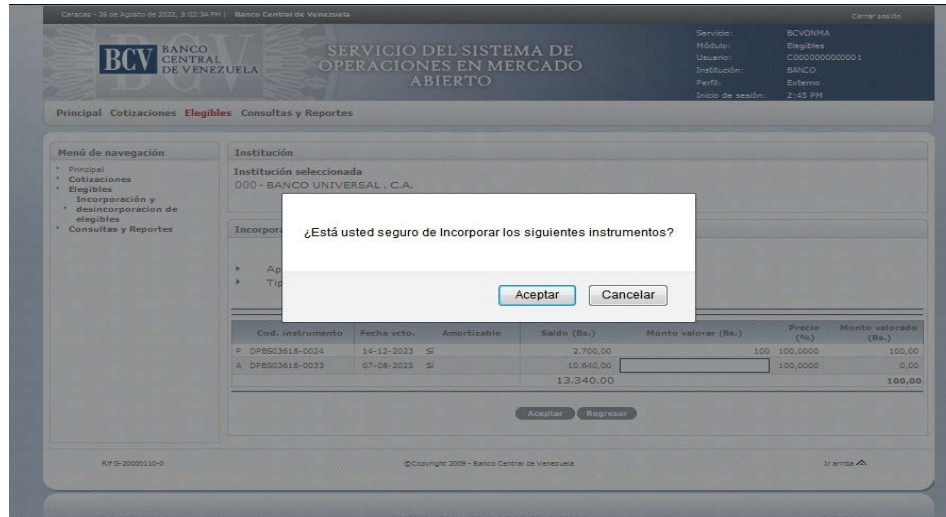 Caracas - 26 de Agosto de 2022, 3:02:34 PM | Banco Central de Venezuela
Cerrar sesión
BCV BANCO CENTRAL DE VENEZUELA
SERVICIO DEL SISTEMA DE
OPERACIONES EN MERCADO
ABIERTO
Servicio: BCVONMA
Módulo: Elegibles
Usuario: C0000000000001
Institución: BANCO
Perfil: Externo
Inicio de sesión: 2:45 PM
Principal Cotizaciones Elegibles Consultas y Reportes
Menú de navegación
Principal
Cotizaciones
Elegibles
Incorporación y
desincorporacion de
elegibles
Consultas y Reportes
Institución
Institución seleccionada
000 - BANCO UNIVERSAL , C.A.
Incorpora
¿Está usted seguro de Incorporar los siguientes instrumentos?
Ap
Tip
Aceptar Cancelar
Cod. instrumento Fecha vcto. Amortizable Saldo (Bs.) Monto valorar (Bs.) Precio (%) Monto valorado (Bs.)
P DPBS03618-0024 14-12-2023 Si 2.700,00 100 100,0000 100,00
A DPBS03618-0033 07-08-2025 Si 10.640,00 100,0000 0,00
13.340.00 100,00
Aceptar Regresar
Rif G-20000110-0
©Copyright 2009 - Banco Central de Venezuela
Ir arriba